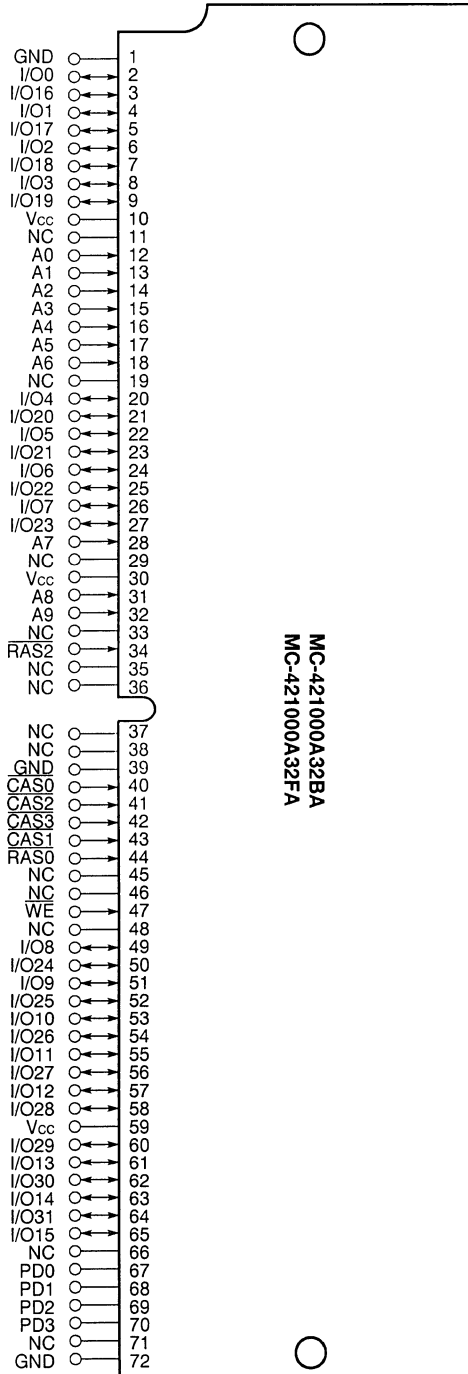 GND 1
I/O0 2
I/O16 3
I/O1 4
I/O17 5
I/O2 6
I/O18 7
I/O3 8
I/O19 9
Vcc 10
NC 11
A0 12
A1 13
A2 14
A3 15
A4 16
A5 17
A6 18
NC 19
I/O4 20
I/O20 21
I/O5 22
I/O21 23
I/O6 24
I/O22 25
I/O7 26
I/O23 27
A7 28
NC 29
Vcc 30
A8 31
A9 32
NC 33
RAS2 34
NC 35
NC 36
MC-421000A32BA
MC-421000A32FA
NC 37
NC 38
GND 39
CAS0 40
CAS2 41
CAS3 42
CAS1 43
RAS0 44
NC 45
NC 46
WE 47
NC 48
I/O8 49
I/O24 50
I/O9 51
I/O25 52
I/O10 53
I/O26 54
I/O11 55
I/O27 56
I/O12 57
I/O28 58
Vcc 59
I/O29 60
I/O13 61
I/O30 62
I/O14 63
I/O31 64
I/O15 65
NC 66
PD0 67
PD1 68
PD2 69
PD3 70
NC 71
GND 72